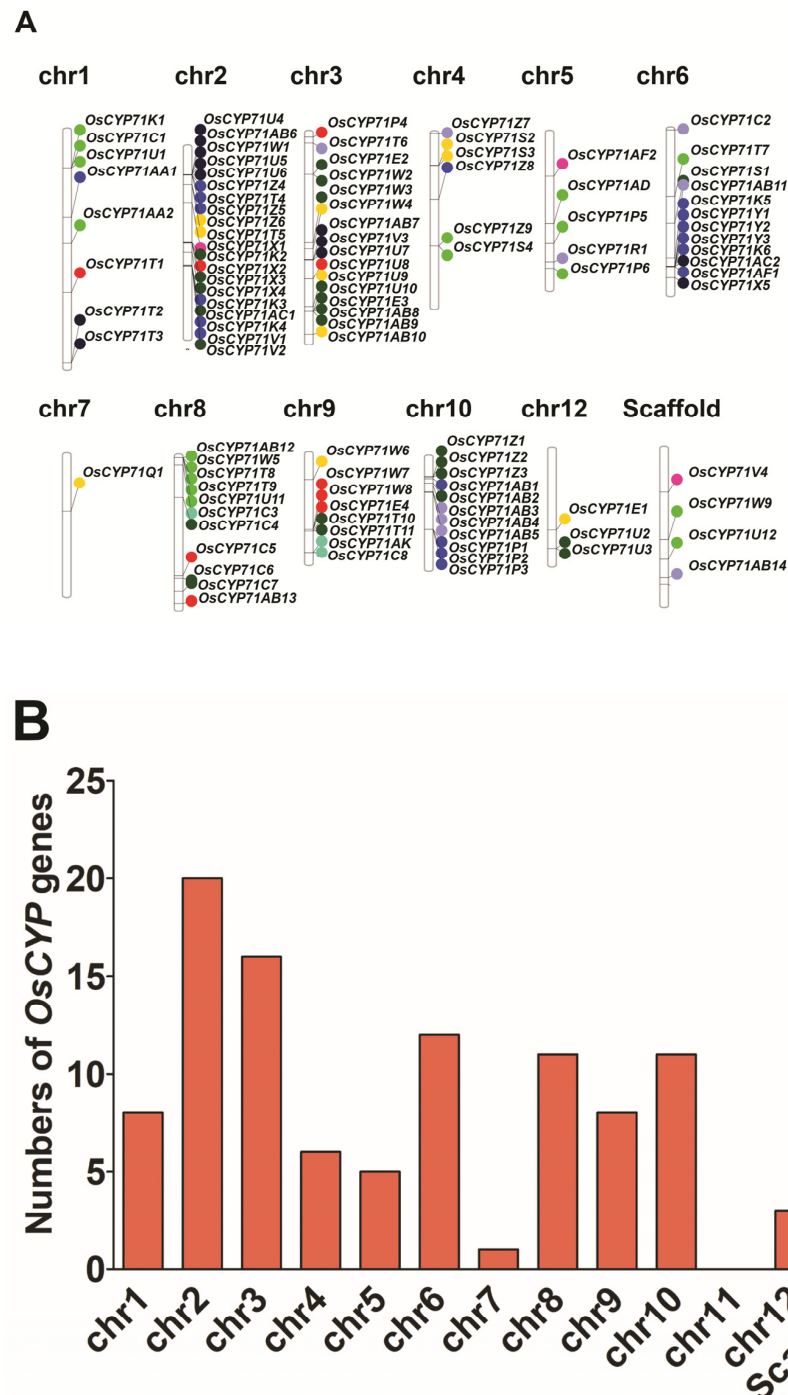 A
chr1 chr2 chr3 chr4 chr5 chr6
OsCYP71K1
OsCYP71C1
OsCYP71U1
OsCYP71AA1
OsCYP71AA2
OsCYP71T1
OsCYP71T2
OsCYP71T3
OsCYP71U4
OsCYP71AB6
OsCYP71W1
OsCYP71U5
OsCYP71U6
OsCYP71Z4
OsCYP71T4
OsCYP71Z5
OsCYP71Z6
OsCYP71T5
OsCYP71X1
OsCYP71K2
OsCYP71X2
OsCYP71X3
OsCYP71X4
OsCYP71K3
OsCYP71AC1
OsCYP71K4
OsCYP71V1
OsCYP71V2
OsCYP71P4
OsCYP71T6
OsCYP71E2
OsCYP71W2
OsCYP71W3
OsCYP71W4
OsCYP71AB7
OsCYP71V3
OsCYP71U7
OsCYP71U8
OsCYP71U9
OsCYP71U10
OsCYP71E3
OsCYP71AB8
OsCYP71AB9
OsCYP71AB10
OsCYP71Z7
OsCYP71S2
OsCYP71S3
OsCYP71Z8
OsCYP71Z9
OsCYP71S4
OsCYP71AF2
OsCYP71AD
OsCYP71P5
OsCYP71R1
OsCYP71P6
OsCYP71C2
OsCYP71T7
OsCYP71S1
OsCYP71AB11
OsCYP71K5
OsCYP71Y1
OsCYP71Y2
OsCYP71Y3
OsCYP71K6
OsCYP71AC2
OsCYP71AF1
OsCYP71X5
chr7 chr8 chr9 chr10 chr12 Scaffold
OsCYP71Q1
OsCYP71AB12
OsCYP71W5
OsCYP71T8
OsCYP71T9
OsCYP71U11
OsCYP71C3
OsCYP71C4
OsCYP71C5
OsCYP71C6
OsCYP71C7
OsCYP71AB13
OsCYP71W6
OsCYP71W7
OsCYP71W8
OsCYP71E4
OsCYP71T10
OsCYP71T11
OsCYP71AK
OsCYP71C8
OsCYP71Z1
OsCYP71Z2
OsCYP71Z3
OsCYP71AB1
OsCYP71AB2
OsCYP71AB3
OsCYP71AB4
OsCYP71AB5
OsCYP71P1
OsCYP71P2
OsCYP71P3
OsCYP71E1
OsCYP71U2
OsCYP71U3
OsCYP71V4
OsCYP71W9
OsCYP71U12
OsCYP71AB14
B
Numbers of OsCYP genes
25
20
15
10
5
0
chr1
chr2
chr3
chr4
chr5
chr6
chr7
chr8
chr9
chr10
chr11
chr12